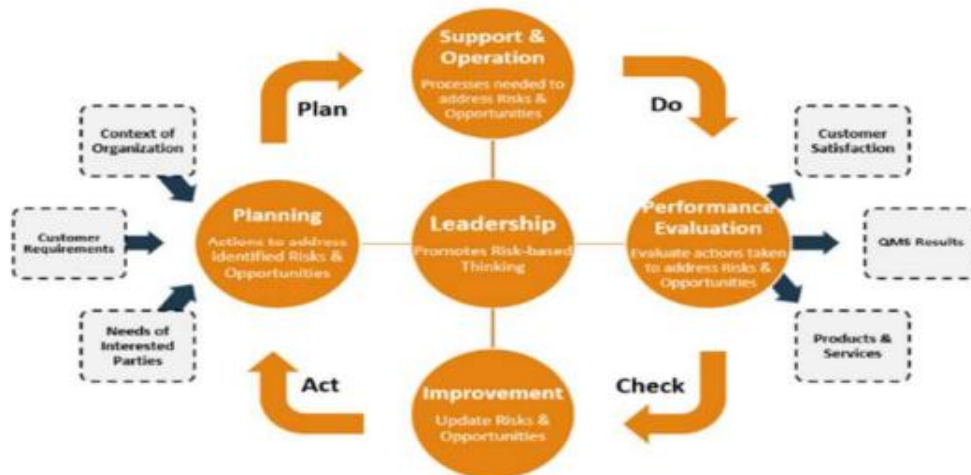 Support &
Operation
Processes needed to
address Risks &
Opportunities
Plan
Do
Context of
Organization
Customer
Requirements
Needs of
Interested
Parties
Planning
Actions to address
Identified Risks &
Opportunities
Leadership
Promotes Risk-based
Thinking
Performance
Evaluation
Evaluate actions taken
to address Risks &
Opportunities
Customer
Satisfaction
QMS Results
Products &
Services
Act
Check
Improvement
Update Risks &
Opportunities